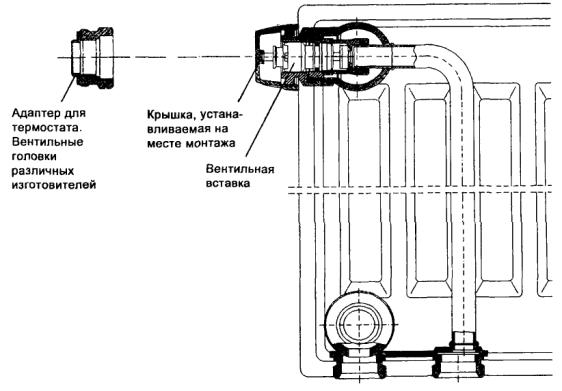 Адаптер для
термостата.
Вентильные
головки
различных
изготовителей
Крышка, устана-
вливаемая на
месте монтажа
Вентильная
вставка